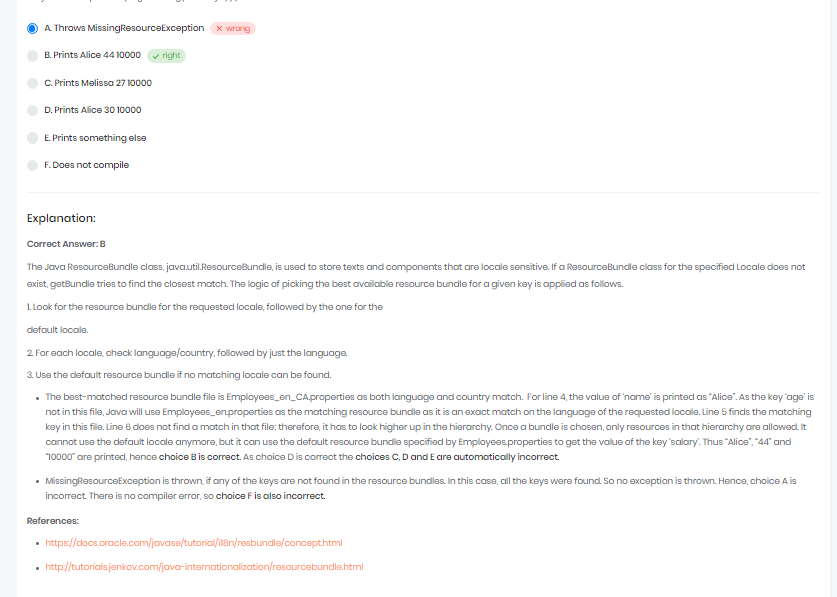 A. Throws MissingResourceException × wrong
B. Prints Alice 44 10000 ✓ right
C. Prints Melissa 27 10000
D. Prints Alice 30 10000
E. Prints something else
F. Does not compile
Explanation:
Correct Answer: B
The Java ResourceBundle class, java.util.ResourceBundle, is used to store texts and components that are locale sensitive. If a ResourceBundle class for the specified Locale does not
exist, getBundle tries to find the closest match. The logic of picking the best available resource bundle for a given key is applied as follows.
1. Look for the resource bundle for the requested locale, followed by the one for the
default locale.
2. For each locale, check language/country, followed by just the language.
3. Use the default resource bundle if no matching locale can be found.
• The best-matched resource bundle file is Employees_en_CA.properties as both language and country match. For line 4, the value of 'name' is printed as "Alice". As the key 'age' is
not in this file, Java will use Employees_en.properties as the matching resource bundle as it is an exact match on the language of the requested locale. Line 5 finds the matching
key in this file. Line 6 does not find a match in that file; therefore, it has to look higher up in the hierarchy. Once a bundle is chosen, only resources in that hierarchy are allowed. It
cannot use the default locale anymore, but it can use the default resource bundle specified by Employees.properties to get the value of the key 'salary'. Thus "Alice", "44" and
"10000" are printed, hence choice B is correct. As choice D is correct the choices C, D and E are automatically incorrect.
• MissingResourceException is thrown, if any of the keys are not found in the resource bundles. In this case, all the keys were found. So no exception is thrown. Hence, choice A is
incorrect. There is no compiler error, so choice F is also incorrect.
References:
• https://docs.oracle.com/javase/tutorial/i18n/resbundle/concept.html
• http://tutorials.jenkov.com/java-internationalization/resourcebundle.html